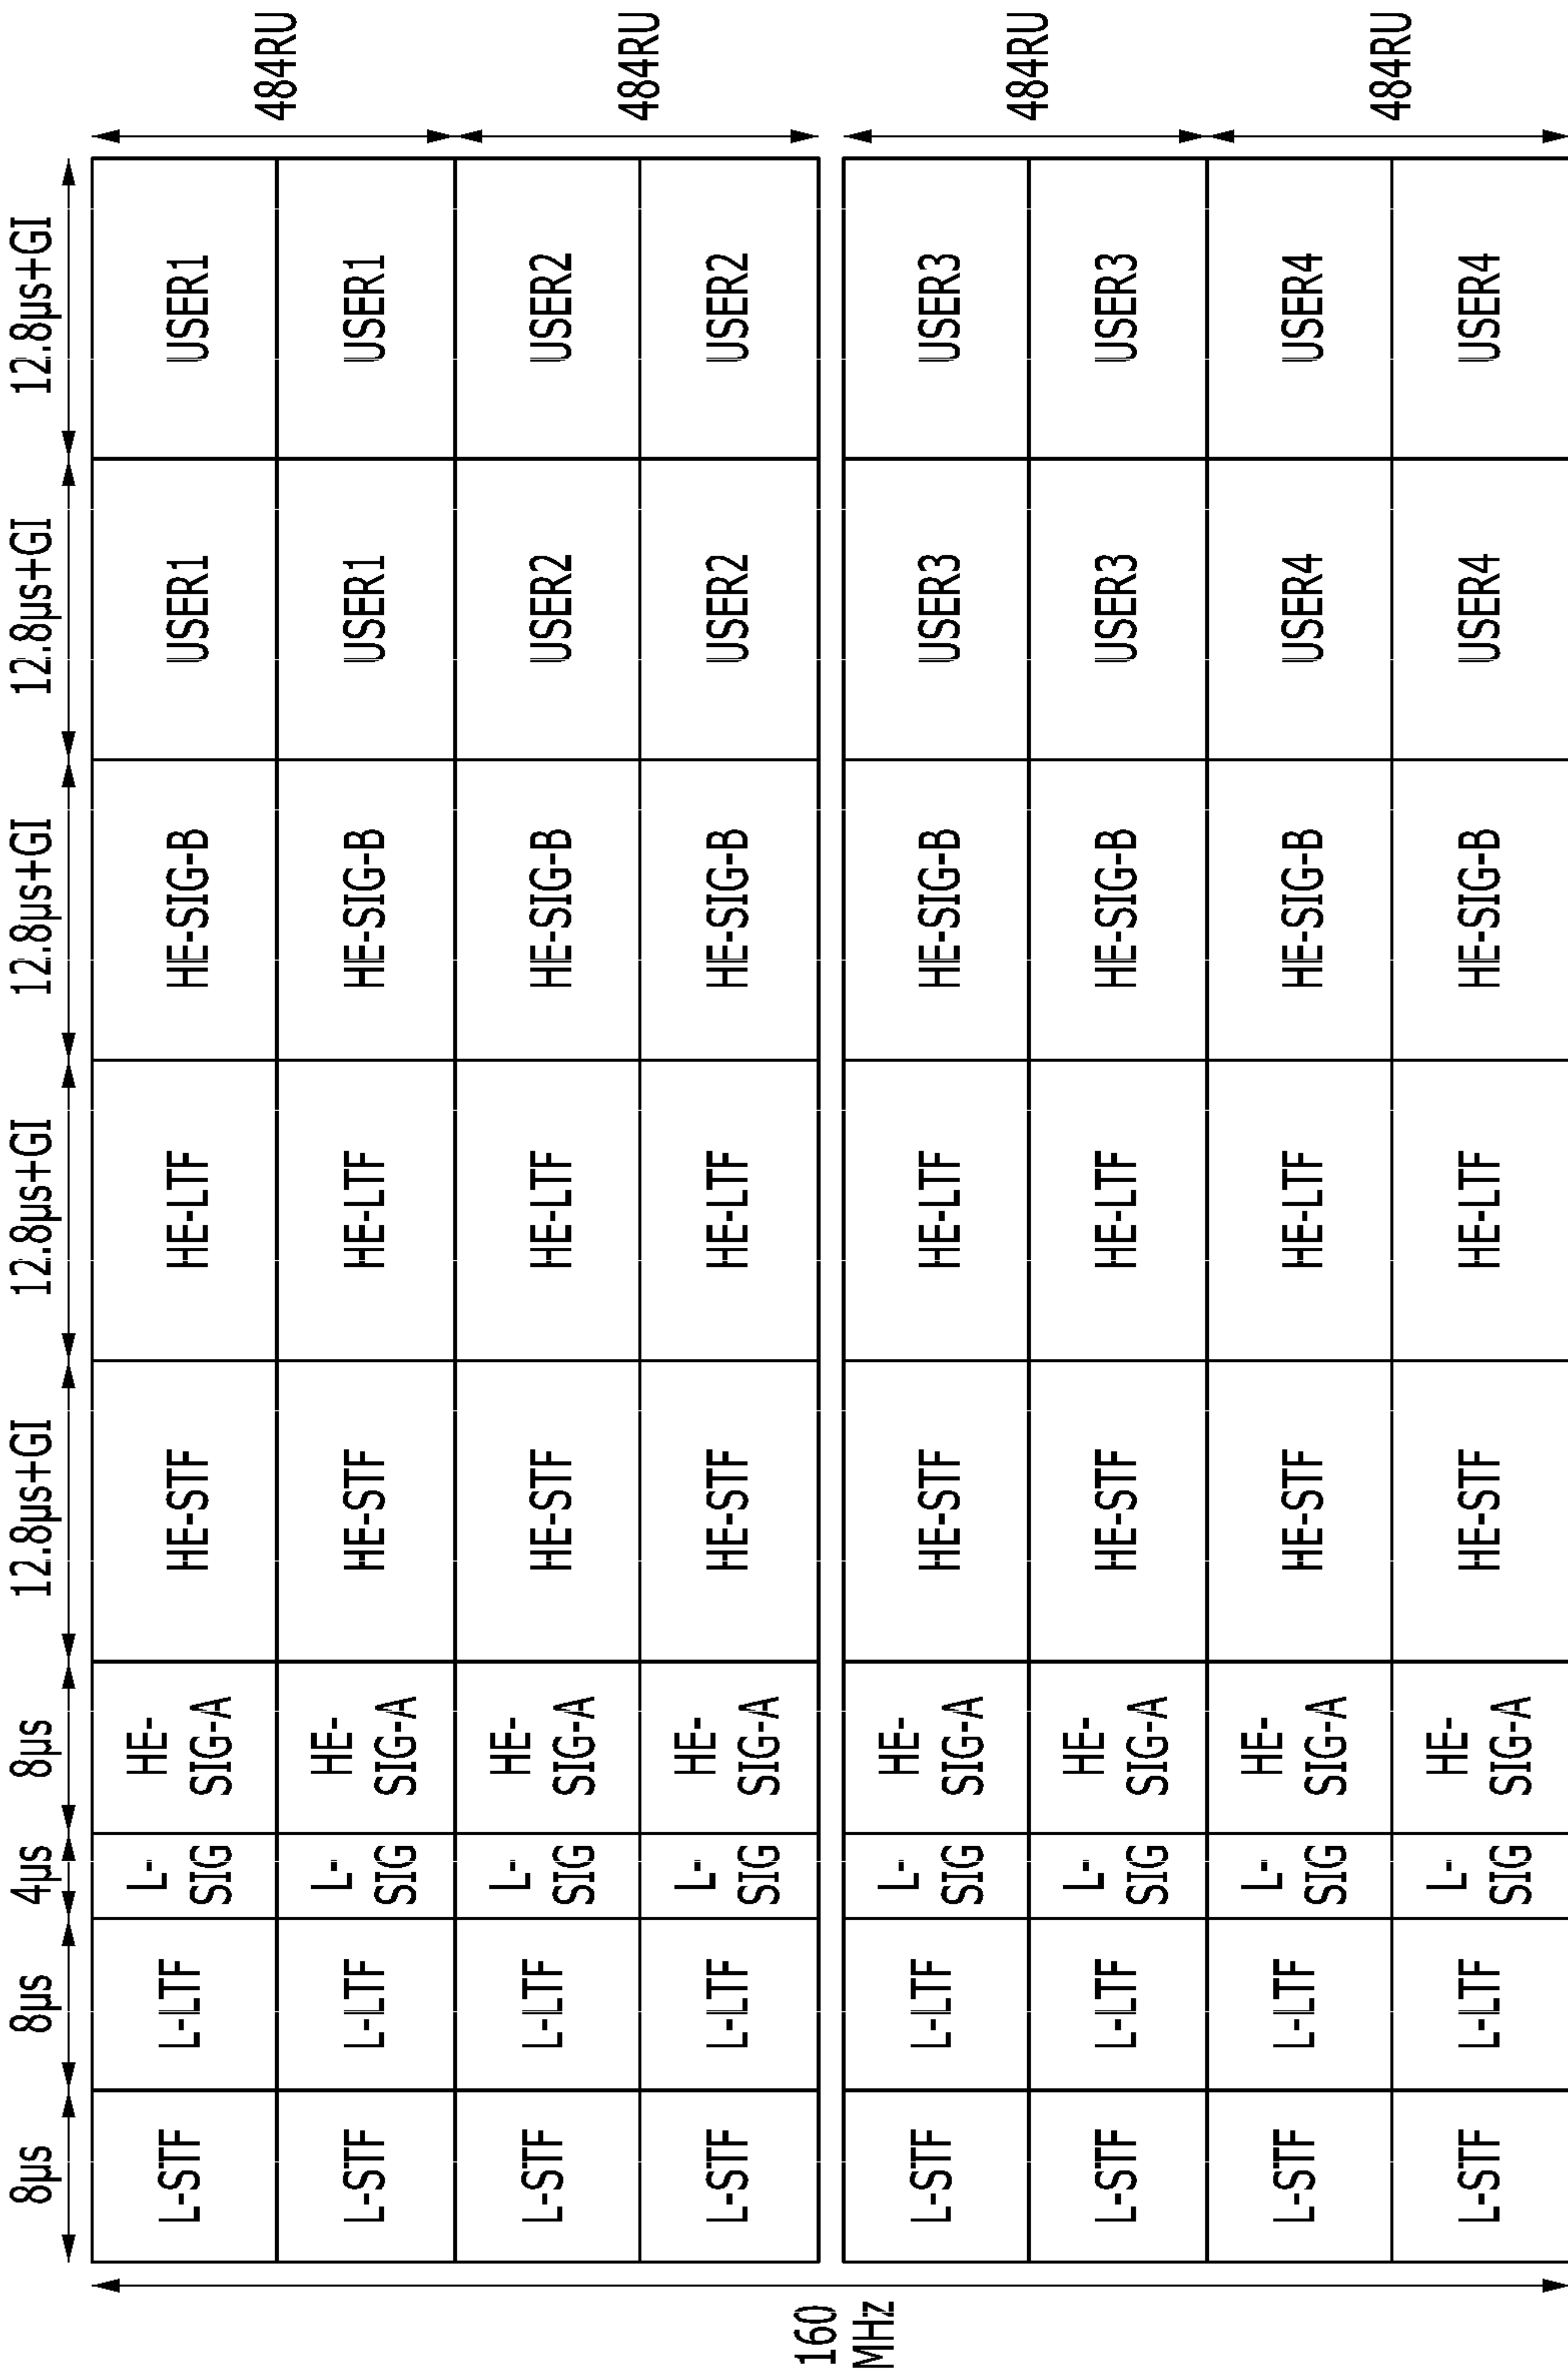 8µs
8µs
4µs
8µs
12.8µs+GI
12.8µs+GI
12.8µs+GI
12.8µs+GI
12.8µs+GI
L-STF
L-LTF
L-
SIG
HE-
SIG-A
HE-STF
HE-LTF
HE-SIG-B
USER1
USER1
484RU
L-STF
L-LTF
L-
SIG
HE-
SIG-A
HE-STF
HE-LTF
HE-SIG-B
USER1
USER1
L-STF
L-LTF
L-
SIG
HE-
SIG-A
HE-STF
HE-LTF
HE-SIG-B
USER2
USER2
484RU
L-STF
L-LTF
L-
SIG
HE-
SIG-A
HE-STF
HE-LTF
HE-SIG-B
USER2
USER2
160
MHz
L-STF
L-LTF
L-
SIG
HE-
SIG-A
HE-STF
HE-LTF
HE-SIG-B
USER3
USER3
484RU
L-STF
L-LTF
L-
SIG
HE-
SIG-A
HE-STF
HE-LTF
HE-SIG-B
USER3
USER3
L-STF
L-LTF
L-
SIG
HE-
SIG-A
HE-STF
HE-LTF
HE-SIG-B
USER4
USER4
484RU
L-STF
L-LTF
L-
SIG
HE-
SIG-A
HE-STF
HE-LTF
HE-SIG-B
USER4
USER4